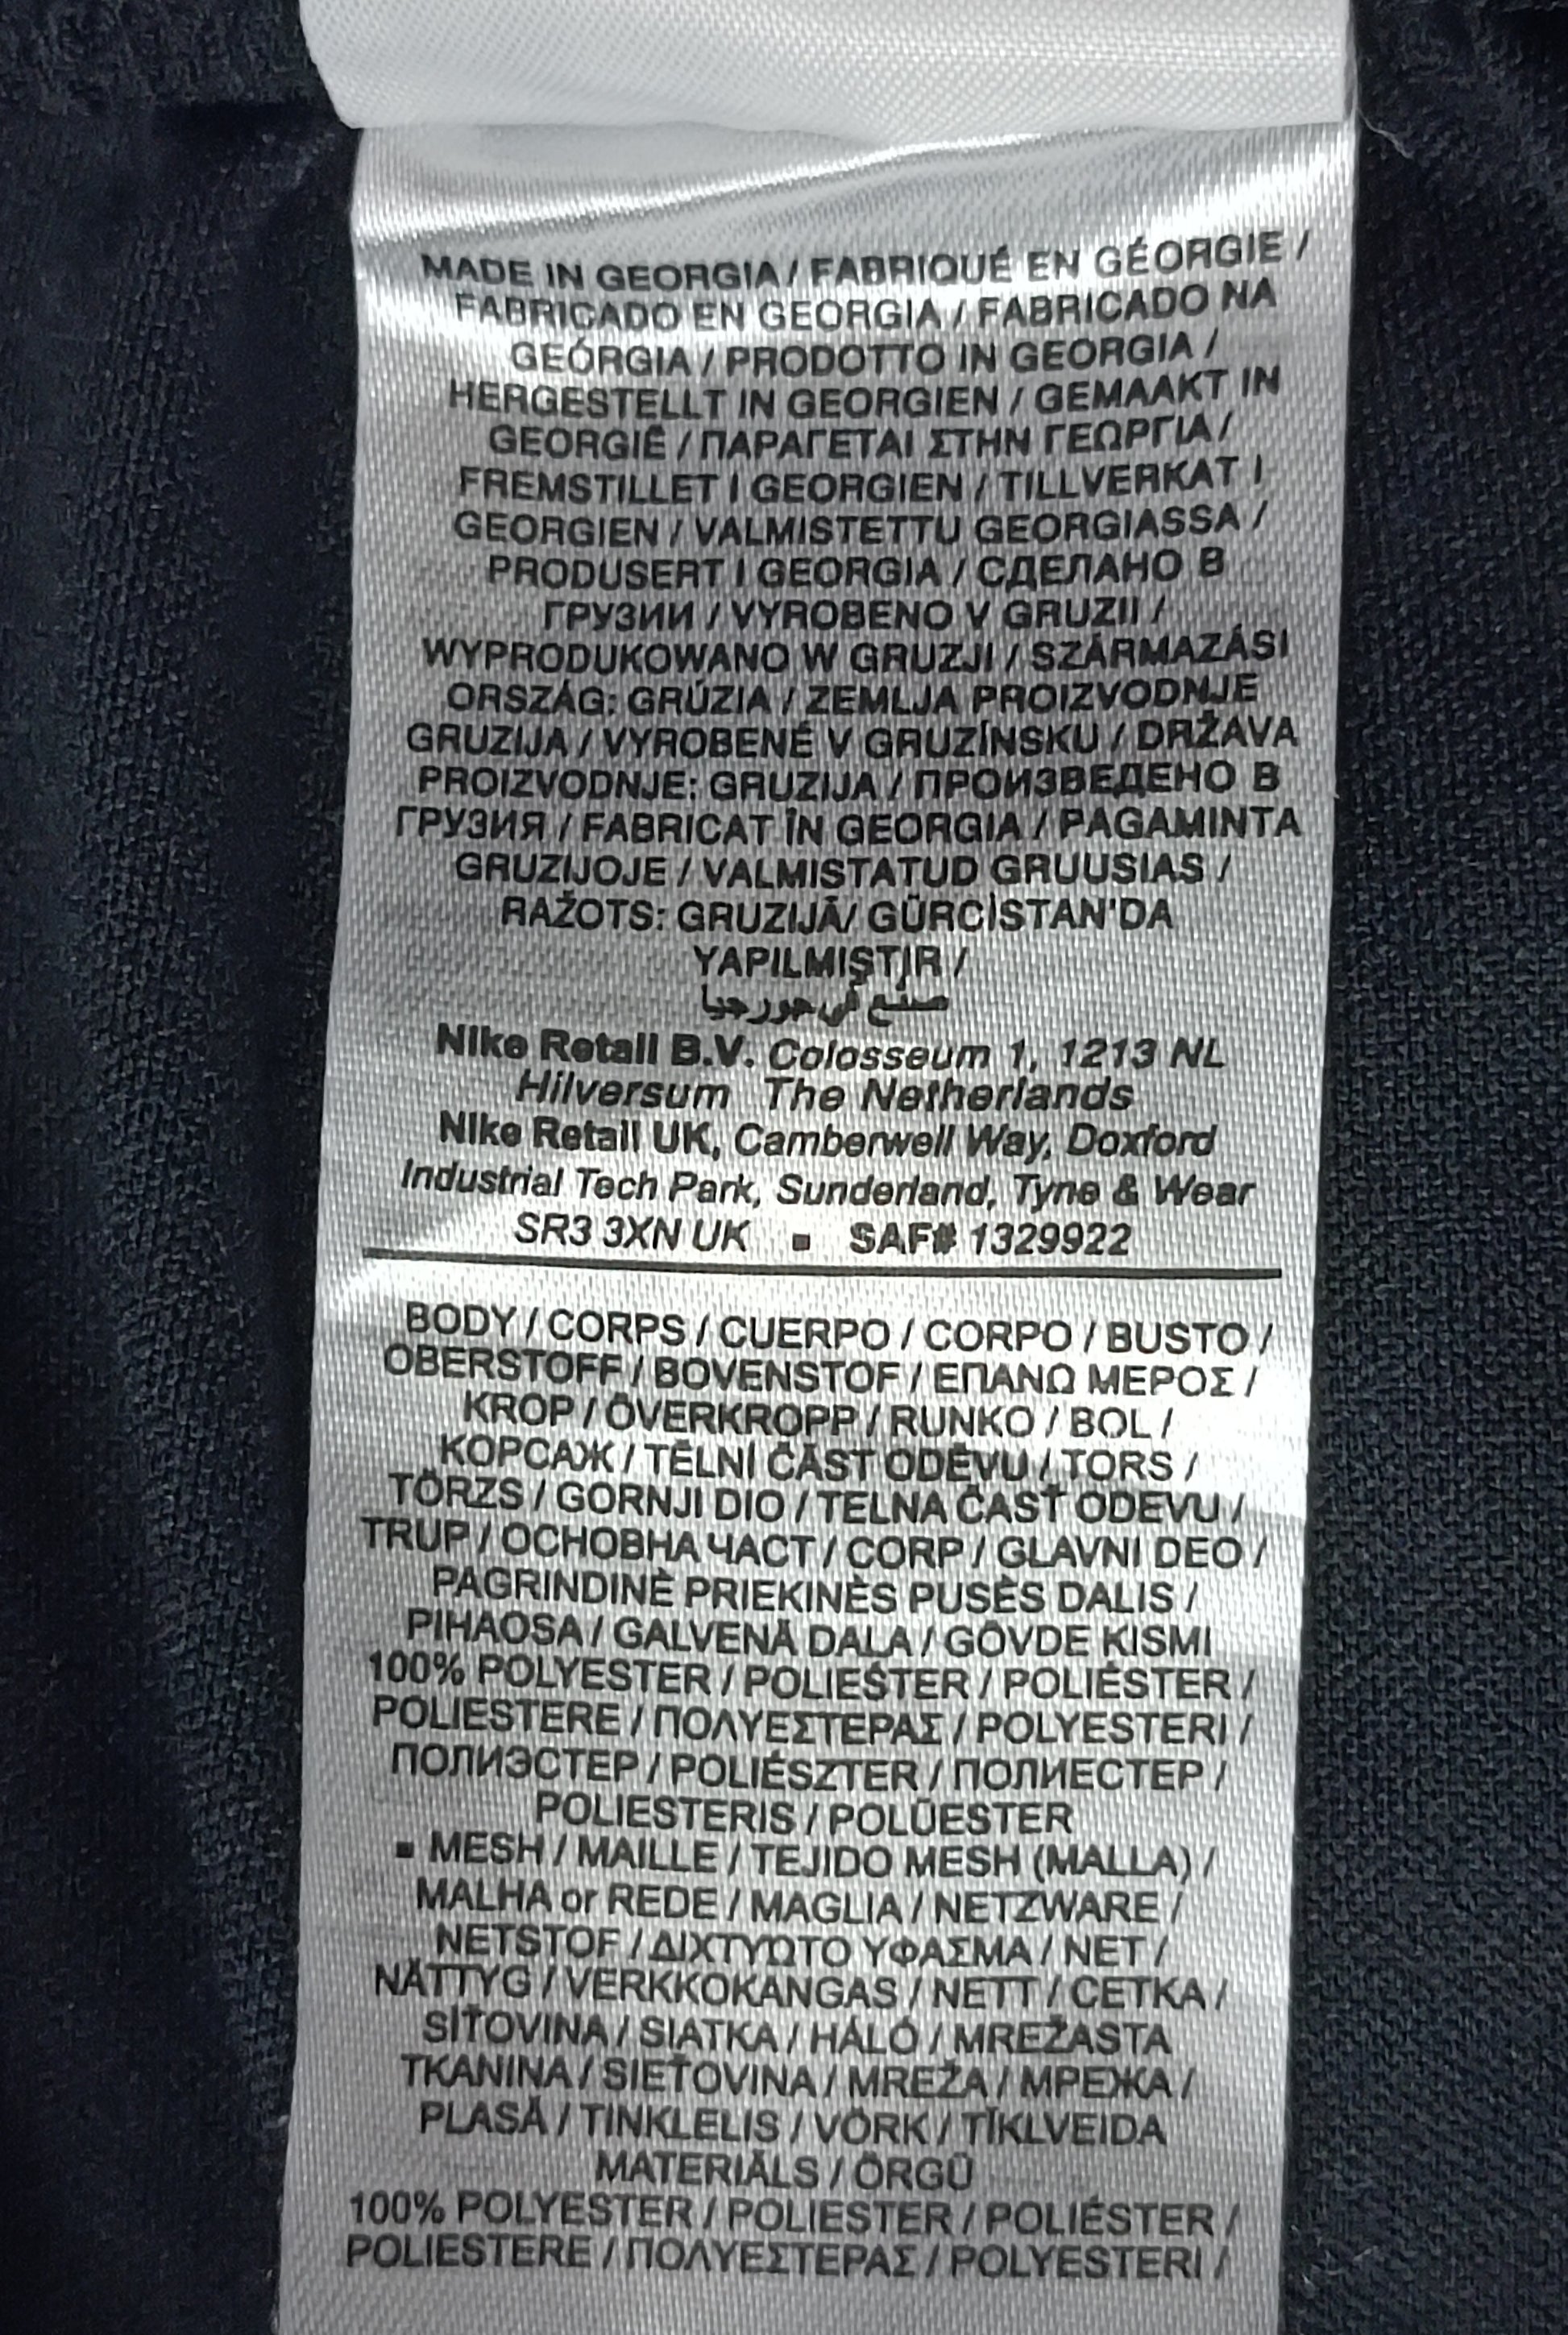 MADE IN GEORGIA / FABRIQUÉ EN GÉORGIE /
FABRICADO EN GEORGIA / FABRICADO NA
GEÓRGIA / PRODOTTO IN GEORGIA /
HERGESTELLT IN GEORGIEN / GEMAAKT IN
GEORGIË / ΠΑΡΑΓΕΤΑΙ ΣΤΗΝ ΓΕΩΡΓΙΑ /
FREMSTILLET I GEORGIEN / TILLVERKAT I
GEORGIEN / VALMISTETTU GEORGIASSA /
PRODUSERT I GEORGIA / СДЕЛАНО В
ГРУЗИИ / VYROBENO V GRUZII /
WYPRODUKOWANO W GRUZJI / SZÁRMAZÁSI
ORSZÁG: GRÚZIA / ZEMLJA PROIZVODNJE
GRUZIJA / VYROBENÉ V GRUZÍNSKU / DRŽAVA
PROIZVODNJE: GRUZIJA / ПРОИЗВЕДЕНО В
ГРУЗИЯ / FABRICAT ÎN GEORGIA / PAGAMINTA
GRUZIJOJE / VALMISTATUD GRUUSIAS /
RAŽOTS: GRUZIJĀ/ GÜRCİSTAN'DA
YAPILMIŞTIR /
صنع في جورجيا
Nike Retail B.V. Colosseum 1, 1213 NL
Hilversum The Netherlands
Nike Retail UK, Camberwell Way, Doxford
Industrial Tech Park, Sunderland, Tyne & Wear
SR3 3XN UK ▪ SAF# 1329922
BODY / CORPS / CUERPO / CORPO / BUSTO /
OBERSTOFF / BOVENSTOF / ΕΠΑΝΩ ΜΕΡΟΣ /
KROP / ÖVERKROPP / RUNKO / BOL /
КОРСАЖ / TĚLNÍ ČÁST ODĚVU / TORS /
TÖRZS / GORNJI DIO / TELNÁ ČASŤ ODEVU /
TRUP / ОСНОВНА ЧАСТ / CORP / GLAVNI DEO /
PAGRINDINĖ PRIEKINĖS PUSĖS DALIS /
PIHAOSA / GALVENĀ DAĻA / GÖVDE KISMI
100% POLYESTER / POLIESTER / POLIÉSTER /
POLIESTERE / ΠΟΛΥΕΣΤΕΡΑΣ / POLYESTERI /
ПОЛИЭСТЕР / POLIÉSZTER / ПОЛИЕСТЕР /
POLIESTERIS / POLÜESTER
▪ MESH / MAILLE / TEJIDO MESH (MALLA) /
MALHA or REDE / MAGLIA / NETZWARE /
NETSTOF / ΔΙΧΤΥΩΤΟ ΥΦΑΣΜΑ / NET /
NÄTTYG / VERKKOKANGAS / NETT / СЕТКА /
SÍŤOVINA / SIATKA / HÁLÓ / MREŽASTA
TKANINA / SIEŤOVINA / MREŽA / МРЕЖА /
PLASĂ / TINKLELIS / VÕRK / TĪKLVEIDA
MATERIĀLS / ÖRGÜ
100% POLYESTER / POLIESTER / POLIÉSTER /
POLIESTERE / ΠΟΛΥΕΣΤΕΡΑΣ / POLYESTERI /